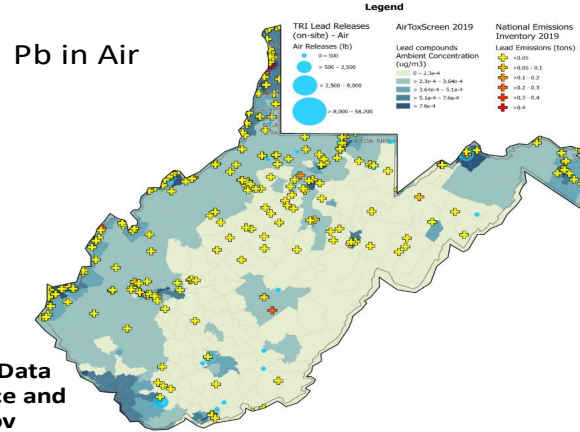 Legend
Pb in Air
TRI Lead Releases
(on-site) - Air
Air Releases (lb)
0 – 500
> 500 – 2,500
> 2,500 – 8,000
> 8,000 – 58,200
AirToxScreen 2019
Lead compounds
Ambient Concentration
(ug/m3)
0 – 2.3e-4
> 2.3e-4 – 3.64e-4
> 3.64e-4 – 5.1e-4
> 5.1e-4 – 7.6e-4
> 7.6e-4
National Emissions
Inventory 2019
Lead Emissions (tons)
<0.05
>0.05 - 0.1
>0.1 - 0.2
>0.2 - 0.3
>0.3 - 0.4
>0.4
Data
ce and
ov